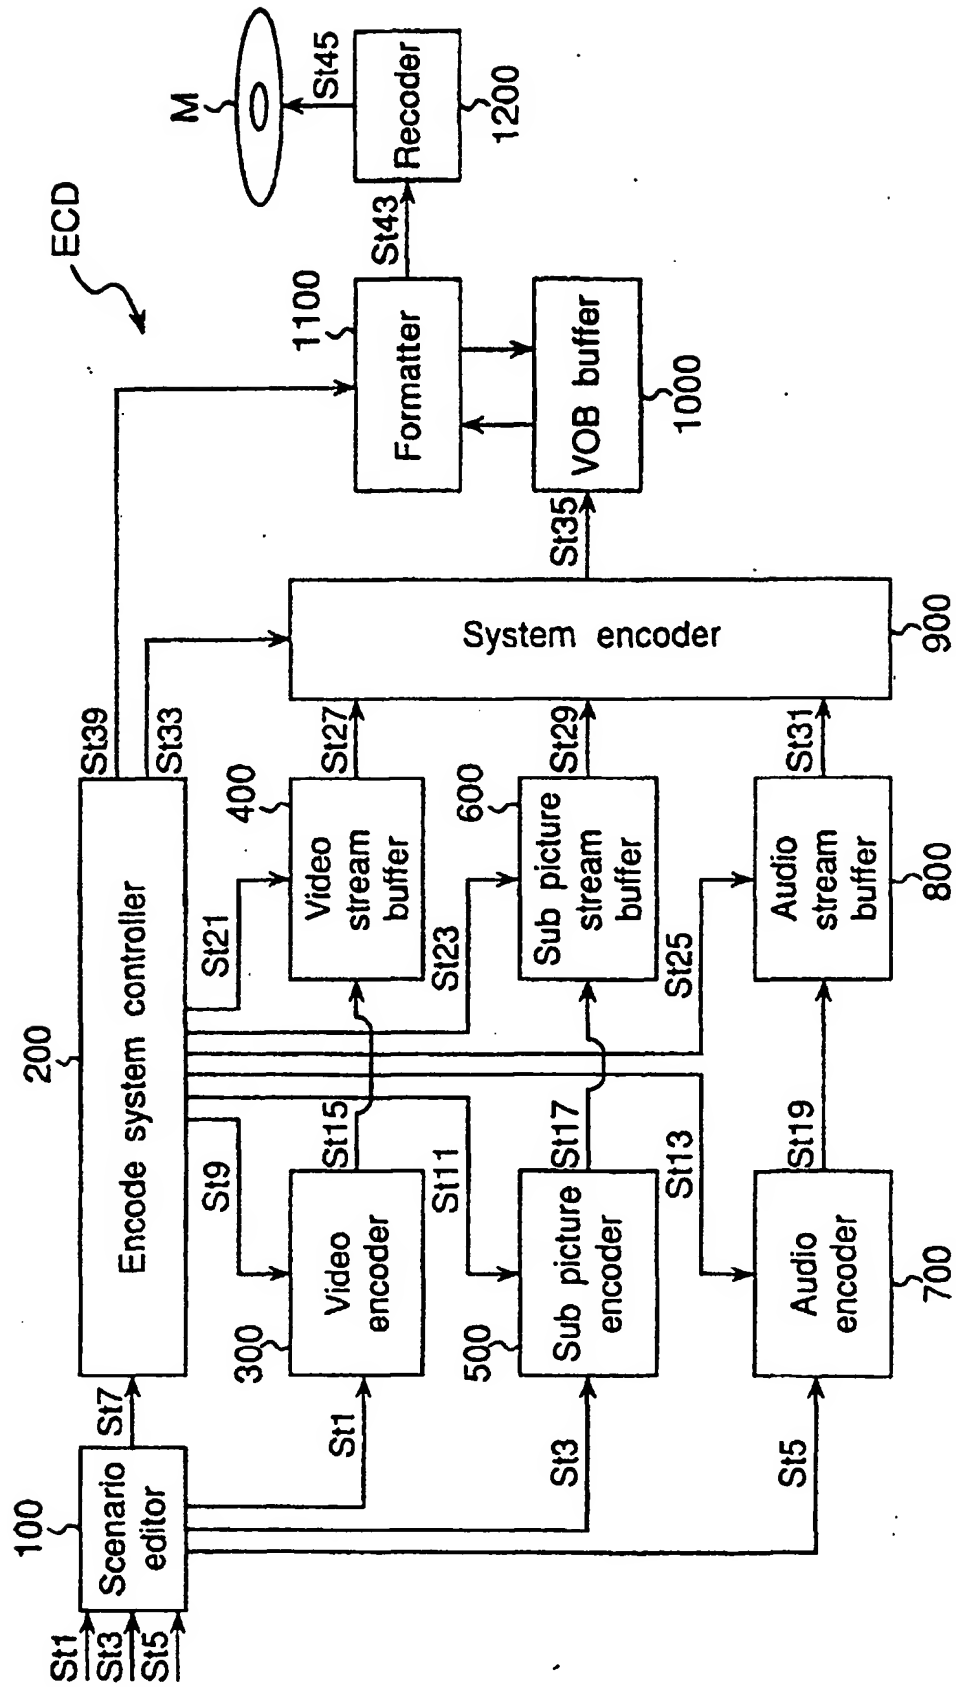 ECD
M
St45
Recoder
1200
St43
1100
Formatter
VOB buffer
1000
St35
System encoder
900
St39
St33
200
Encode system controller
St21
St23
St25
400
Video
stream
buffer
St27
600
Sub picture
stream
buffer
St29
Audio
stream
buffer
800
St31
St9
St11
St13
St15
St17
St19
300
Video
encoder
500
Sub picture
encoder
Audio
encoder
700
100
Scenario
editor
St7
St1
St3
St5
St1
St3
St5